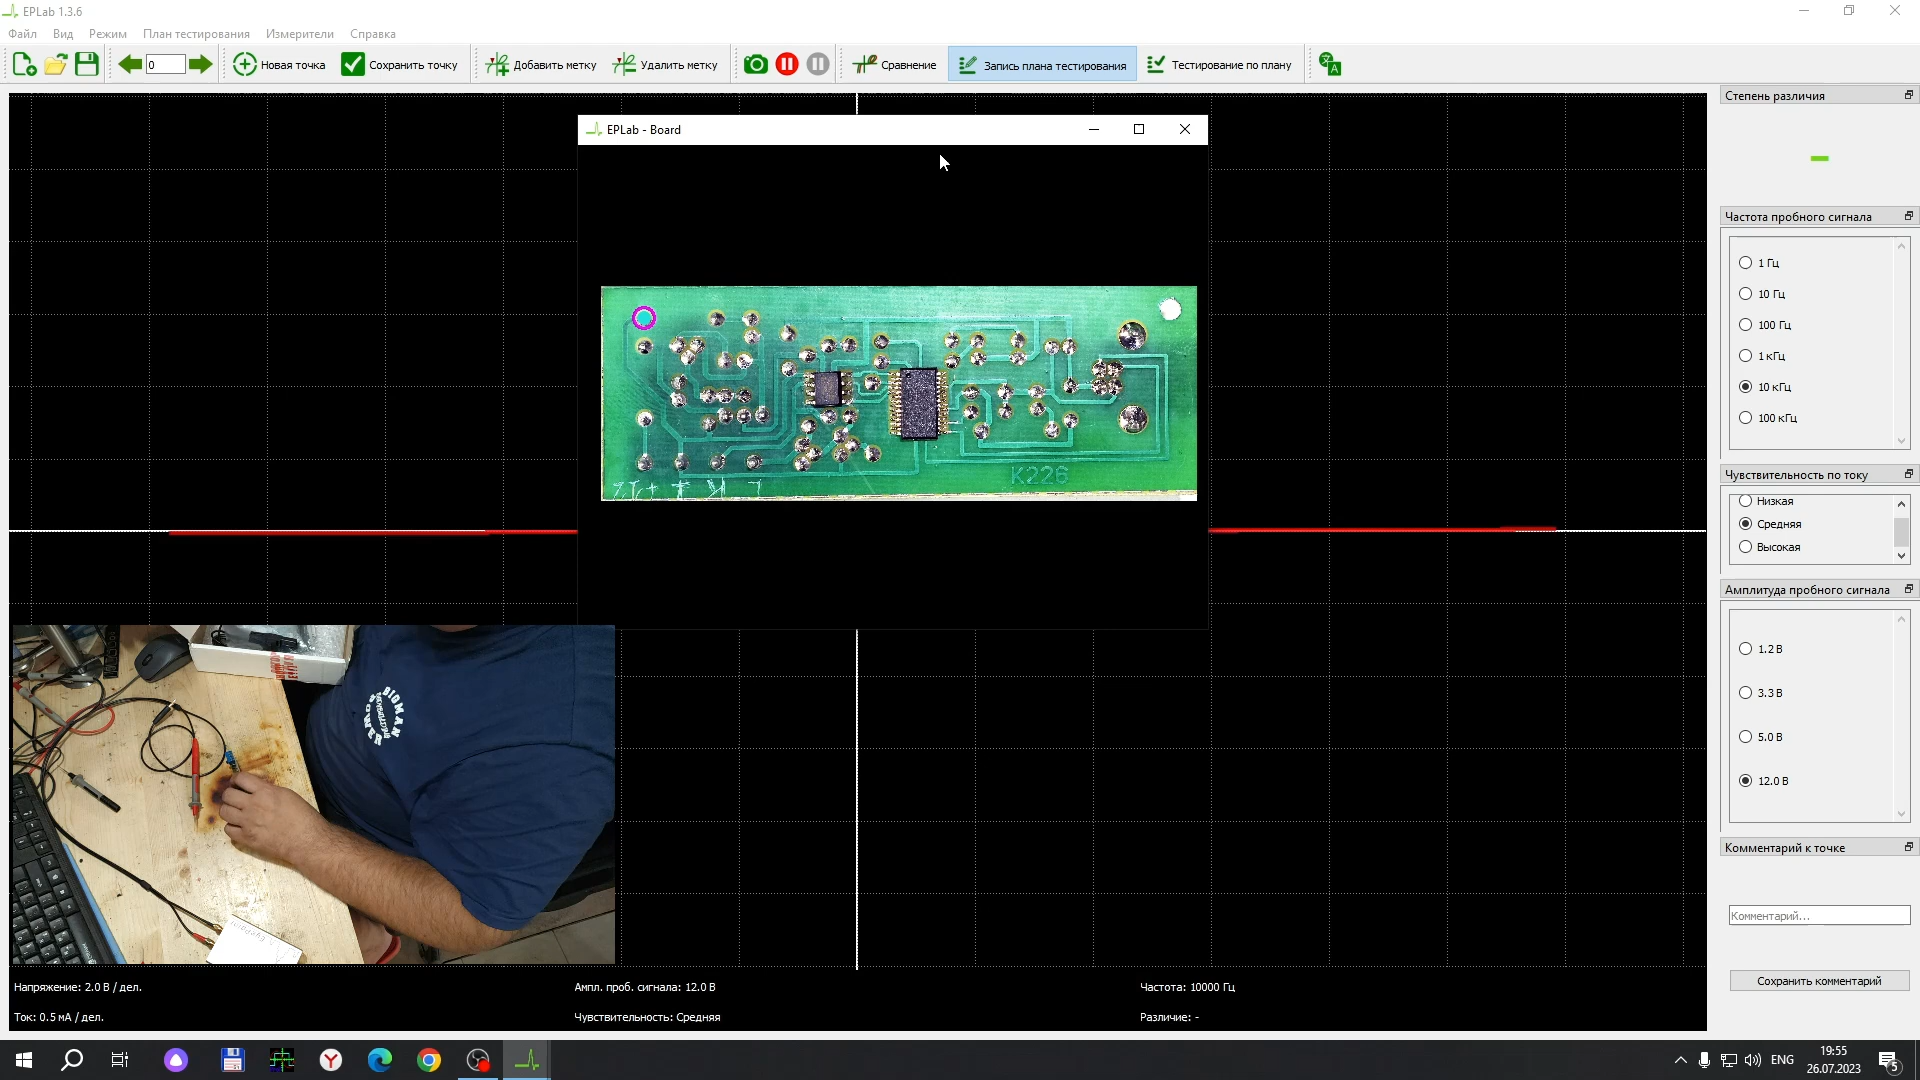 EPLab 1.3.6
Файл Вид Режим План тестирования Измерители Справка
0 Новая точка Сохранить точку Добавить метку Удалить метку Сравнение Запись плана тестирования Тестирование по плану
Степень различия
EPLab - Board
Частота пробного сигнала
1 Гц
10 Гц
100 Гц
1 кГц
10 кГц
100 кГц
K226
Чувствительность по току
Низкая
Средняя
Высокая
Амплитуда пробного сигнала
1.2 В
3.3 В
5.0 В
12.0 В
Комментарий к точке
Комментарий...
Сохранить комментарий
Напряжение: 2.0 В / дел. Ампл. проб. сигнала: 12.0 В Частота: 10000 Гц
Ток: 0.5 мА / дел. Чувствительность: Средняя Различие: -
ENG
19:55
26.07.2023
5